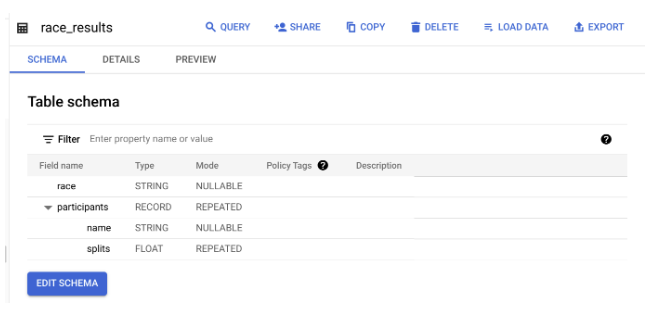 race_results QUERY SHARE COPY DELETE LOAD DATA EXPORT
SCHEMA DETAILS PREVIEW
Table schema
Filter Enter property name or value ?
Field name Type Mode Policy Tags ? Description
race STRING NULLABLE
participants RECORD REPEATED
name STRING NULLABLE
splits FLOAT REPEATED
EDIT SCHEMA